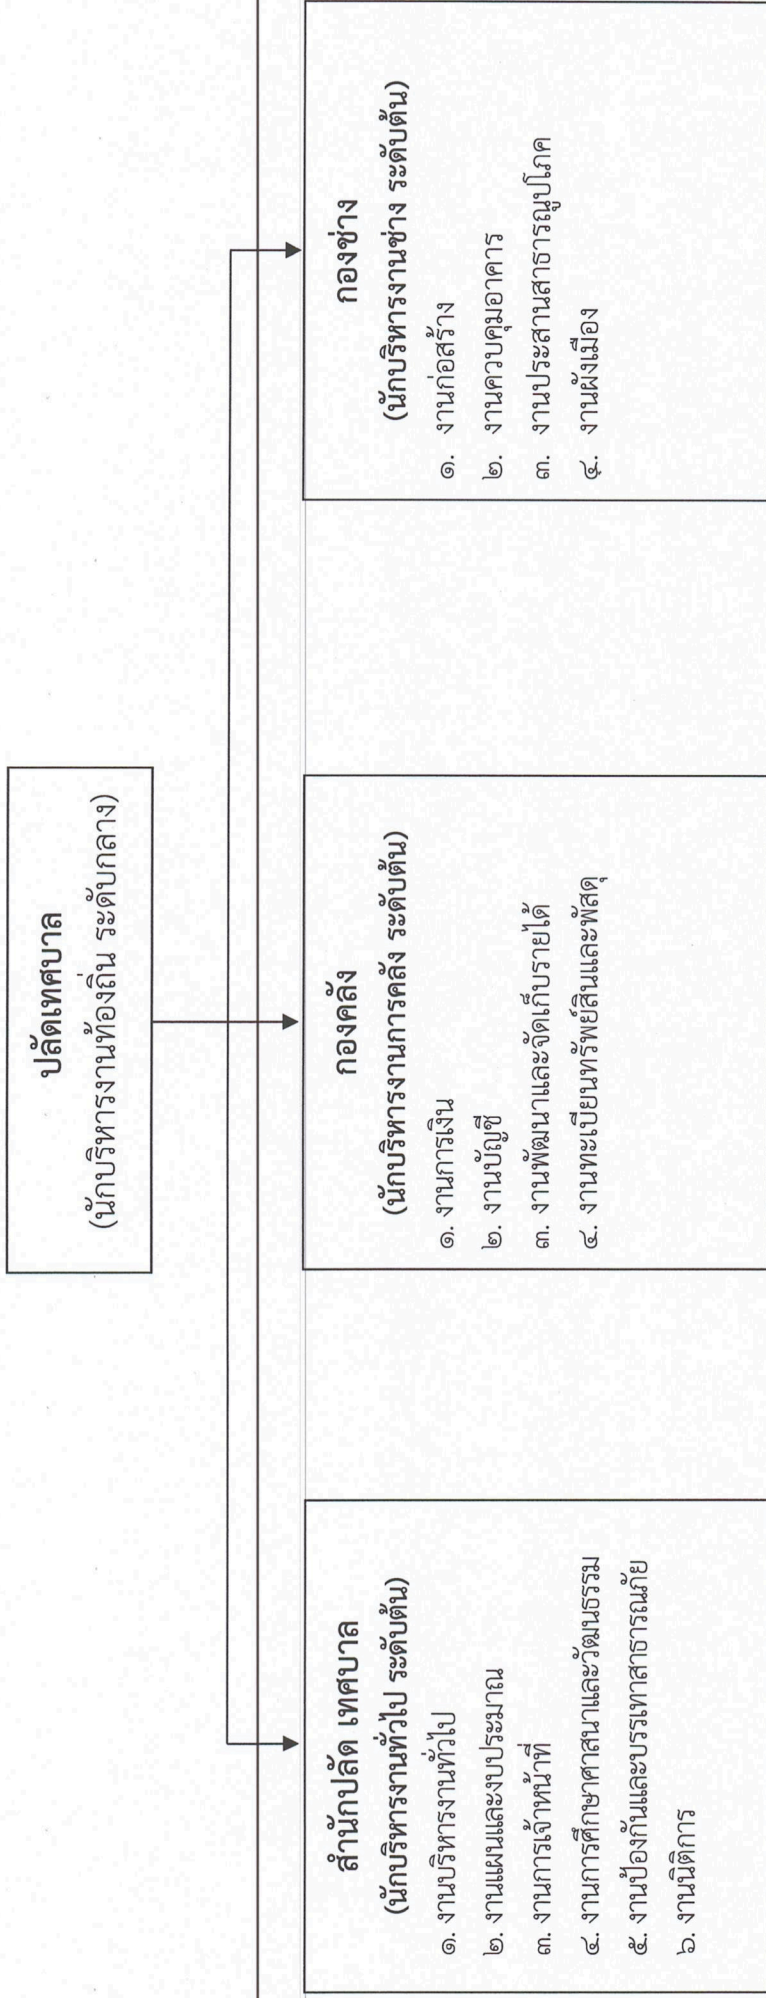 ปลัดเทศบาล
(นักบริหารงานท้องถิ่น ระดับกลาง)
สำนักปลัด เทศบาล
(นักบริหารงานทั่วไป ระดับต้น)
๑. งานบริหารงานทั่วไป
๒. งานแผนและงบประมาณ
๓. งานการเจ้าหน้าที่
๔. งานการศึกษาศาสนาและวัฒนธรรม
๕. งานป้องกันและบรรเทาสาธารณภัย
๖. งานนิติการ
กองคลัง
(นักบริหารงานการคลัง ระดับต้น)
๑. งานการเงิน
๒. งานบัญชี
๓. งานพัฒนาและจัดเก็บรายได้
๔. งานทะเบียนทรัพย์สินและพัสดุ
กองช่าง
(นักบริหารงานช่าง ระดับต้น)
๑. งานก่อสร้าง
๒. งานควบคุมอาคาร
๓. งานประสานสาธารณูปโภค
๔. งานผังเมือง